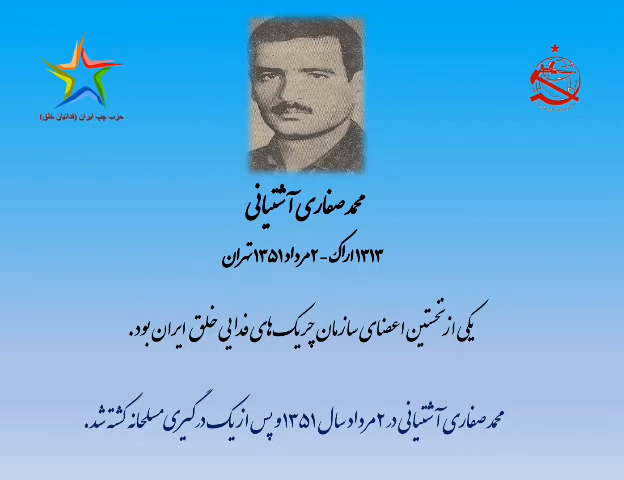 حزب چپ ایران (فدائیان خلق)
محمد صفاری آشتیانی
۱۳۱۳ اراک - ۲ مرداد ۱۳۵۱ تهران
یکی از نخستین اعضای سازمان چریک‌های فدایی خلق ایران بود.
محمد صفاری آشتیانی در ۲ مرداد سال ۱۳۵۱ و پس از یک درگیری مسلحانه کشته شد.